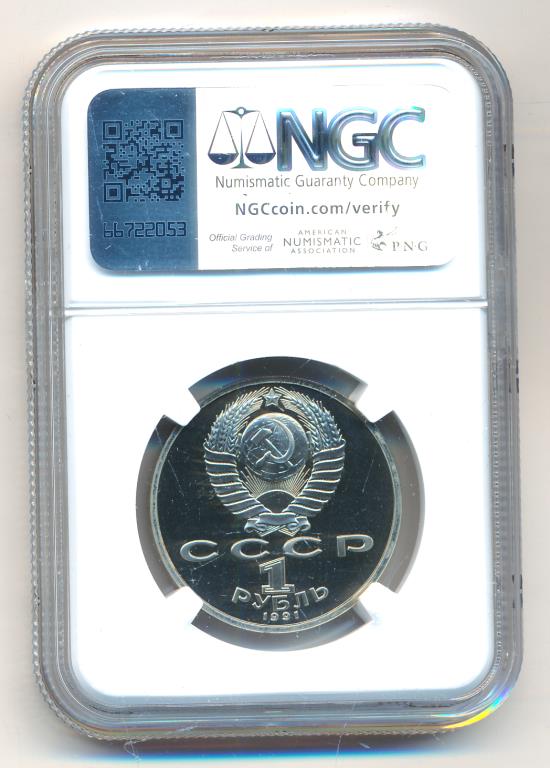 NGC
Numismatic Guaranty Company
NGCcoin.com/verify
66722053
Official Grading
Service of
AMERICAN
NUMISMATIC
ASSOCIATION
P·N·G
СССР
1
РУБЛЬ
1991